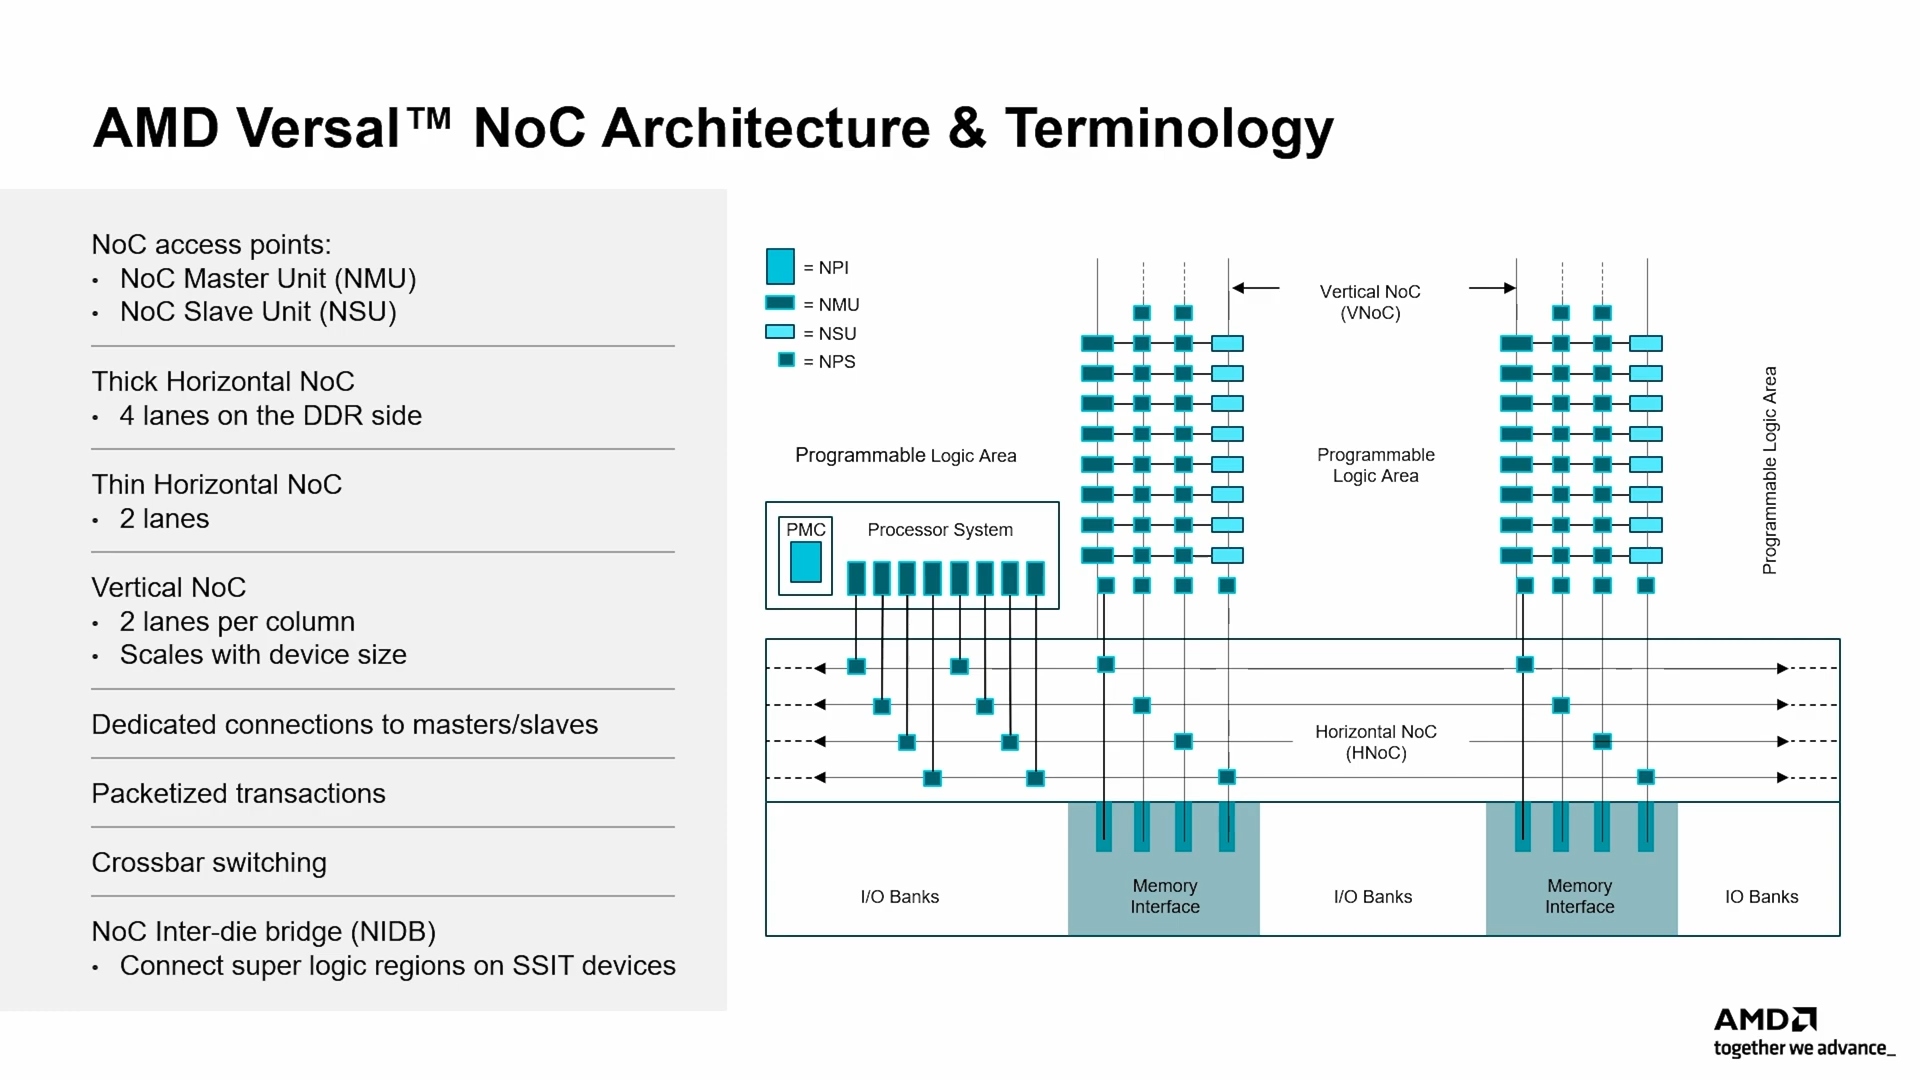 AMD Versal™ NoC Architecture & Terminology
NoC access points:
• NoC Master Unit (NMU)
• NoC Slave Unit (NSU)
Thick Horizontal NoC
• 4 lanes on the DDR side
Thin Horizontal NoC
• 2 lanes
Vertical NoC
• 2 lanes per column
• Scales with device size
Dedicated connections to masters/slaves
Packetized transactions
Crossbar switching
NoC Inter-die bridge (NIDB)
• Connect super logic regions on SSIT devices
= NPI
= NMU
= NSU
= NPS
Vertical NoC
(VNoC)
Programmable Logic Area
Programmable
Logic Area
Programmable Logic Area
PMC
Processor System
Horizontal NoC
(HNoC)
I/O Banks
Memory
Interface
I/O Banks
Memory
Interface
IO Banks
AMD
together we advance_